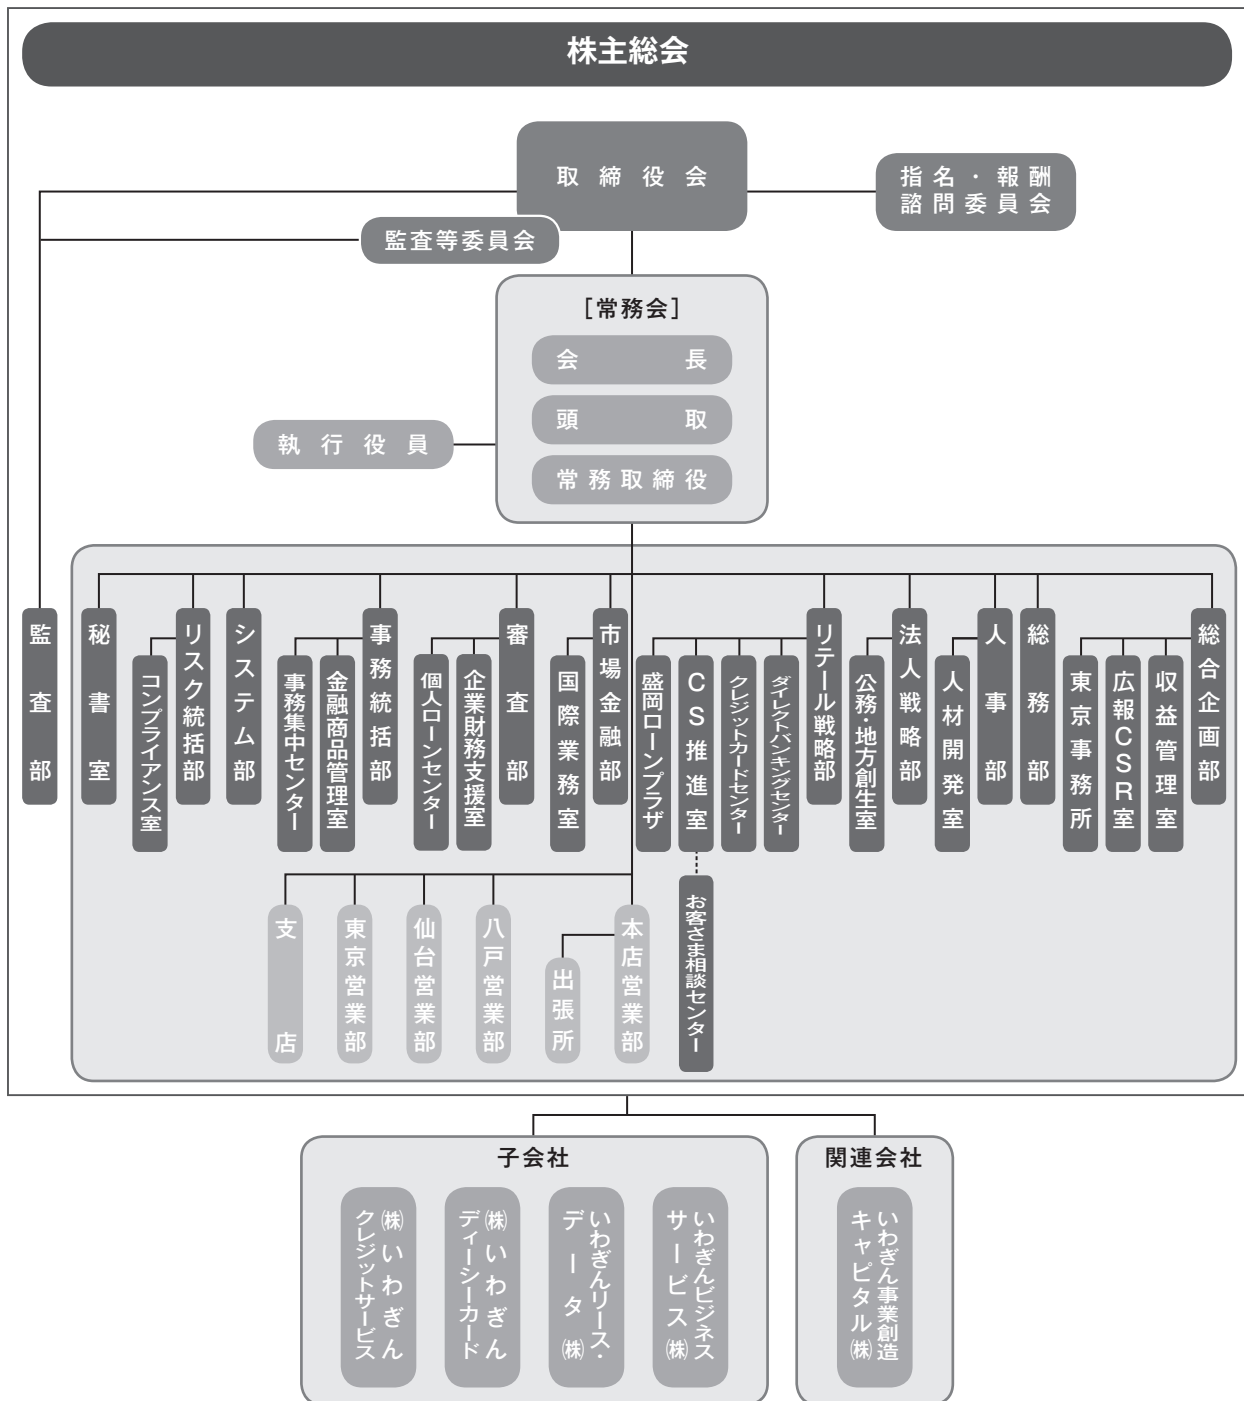 株主総会
取締役会
指名・報酬
諮問委員会
監査等委員会
［常務会］
会長
頭取
執行役員
常務取締役
監査部
秘書室
リスク統括部
コンプライアンス室
システム部
事務統括部
金融商品管理室
事務集中センター
審査部
企業財務支援室
個人ローンセンター
市場金融部
国際業務室
リテール戦略部
ダイレクトバンキングセンター
クレジットカードセンター
CS推進室
盛岡ローンプラザ
法人戦略部
公務・地方創生室
人事部
人材開発室
総務部
総合企画部
収益管理室
広報CSR室
東京事務所
お客さま相談センター
支店
東京営業部
仙台営業部
八戸営業部
本店営業部
出張所
子会社
㈱いわぎん
クレジットサービス
㈱いわぎん
ディーシーカード
いわぎんリース・
データ㈱
いわぎんビジネス
サービス㈱
関連会社
いわぎん事業創造
キャピタル㈱